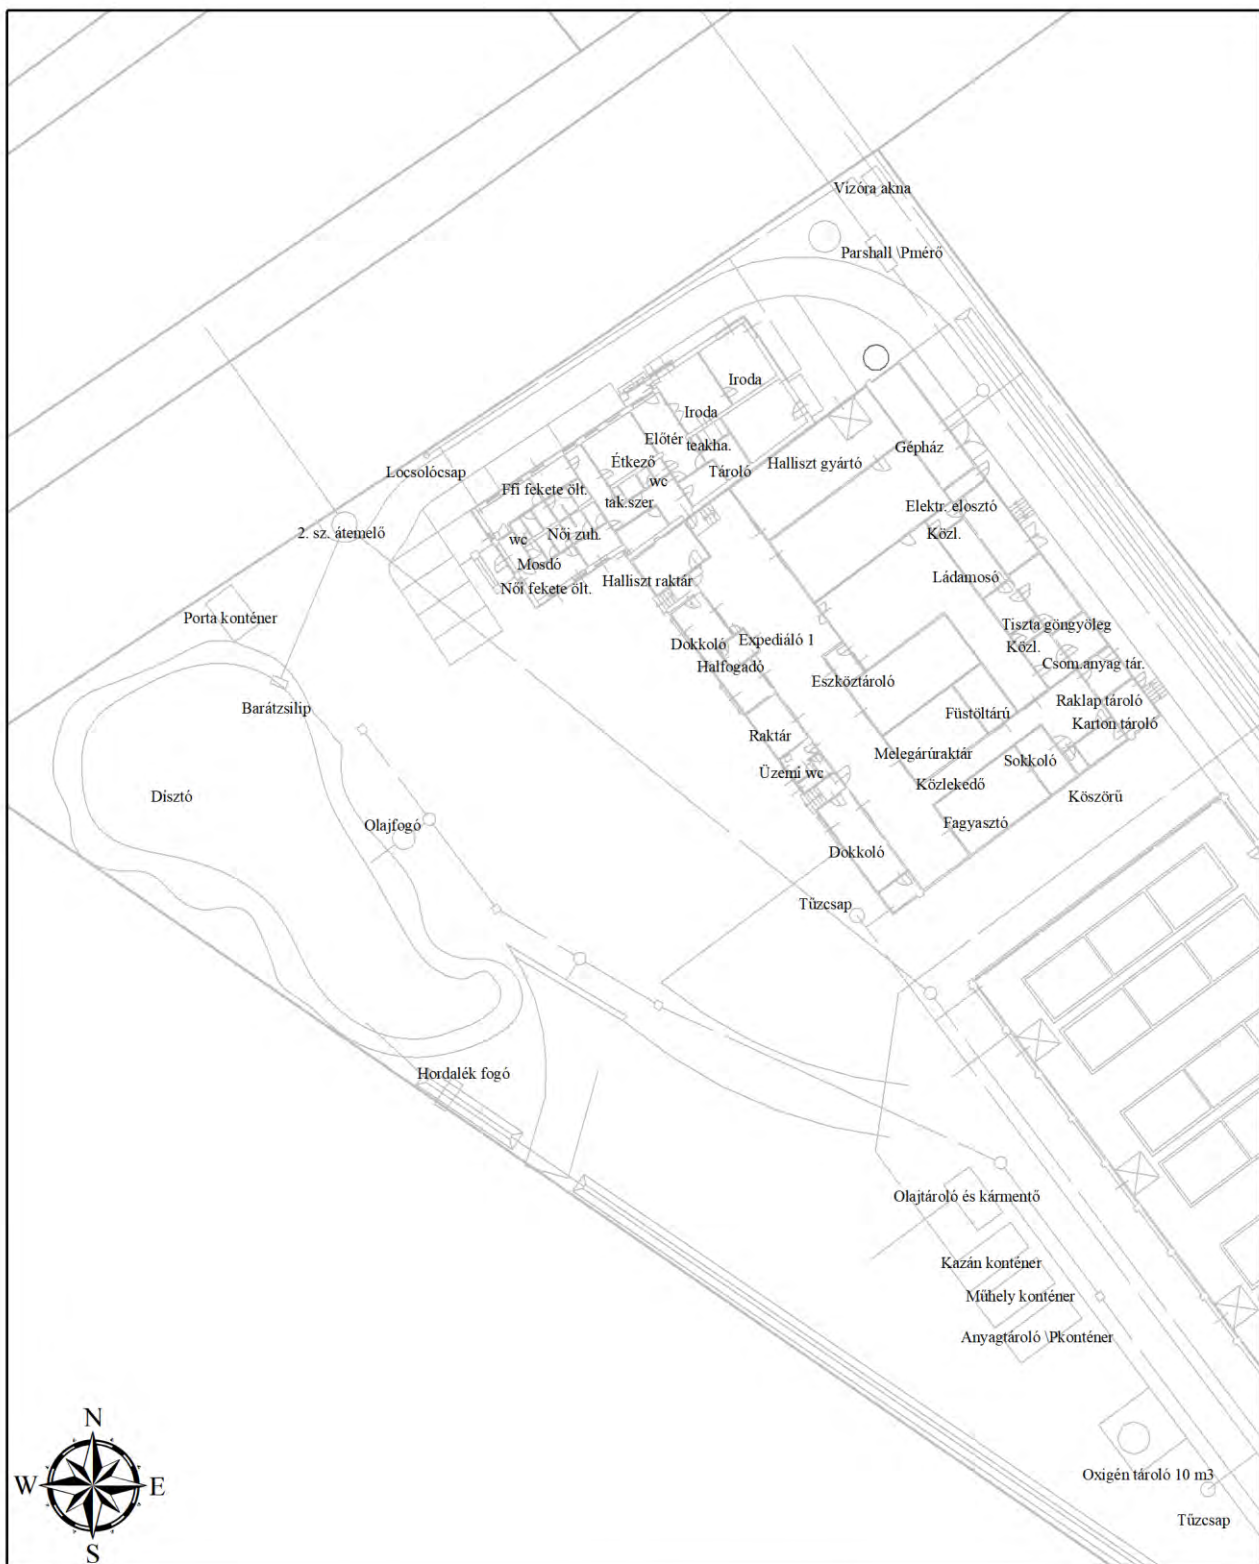 Vízóra akna
Parshall \Pmérő
Iroda
Iroda
Előtér
teakha.
Gépház
Étkező
Halliszt gyártó
Tároló
Locsolócsap
wc
Ffi fekete ölt.
tak.szer.
Elektr. elosztó
2. sz. átemelő
Női zuh.
Közl.
wc
Mosdó
Ládamosó
Halliszt raktár
Női fekete ölt.
Porta konténer
Tiszta göngyöleg
Dokkoló
Expediáló 1
Közl.
Halfogadó
Csom.anyag tár.
Eszköztároló
Raklap tároló
Barátzsilip
Füstöltárú
Karton tároló
Raktár
Melegárúraktár
Sokkoló
Üzemi wc
Közlekedő
Dísztó
Köszörű
Olajfogó
Fagyasztó
Dokkoló
Tűzcsap
Hordalék fogó
Olajtároló és kármentő
Kazán konténer
Műhely konténer
Anyagtároló \Pkonténer
N
W
E
S
Oxigén tároló 10 m3
Tűzcsap